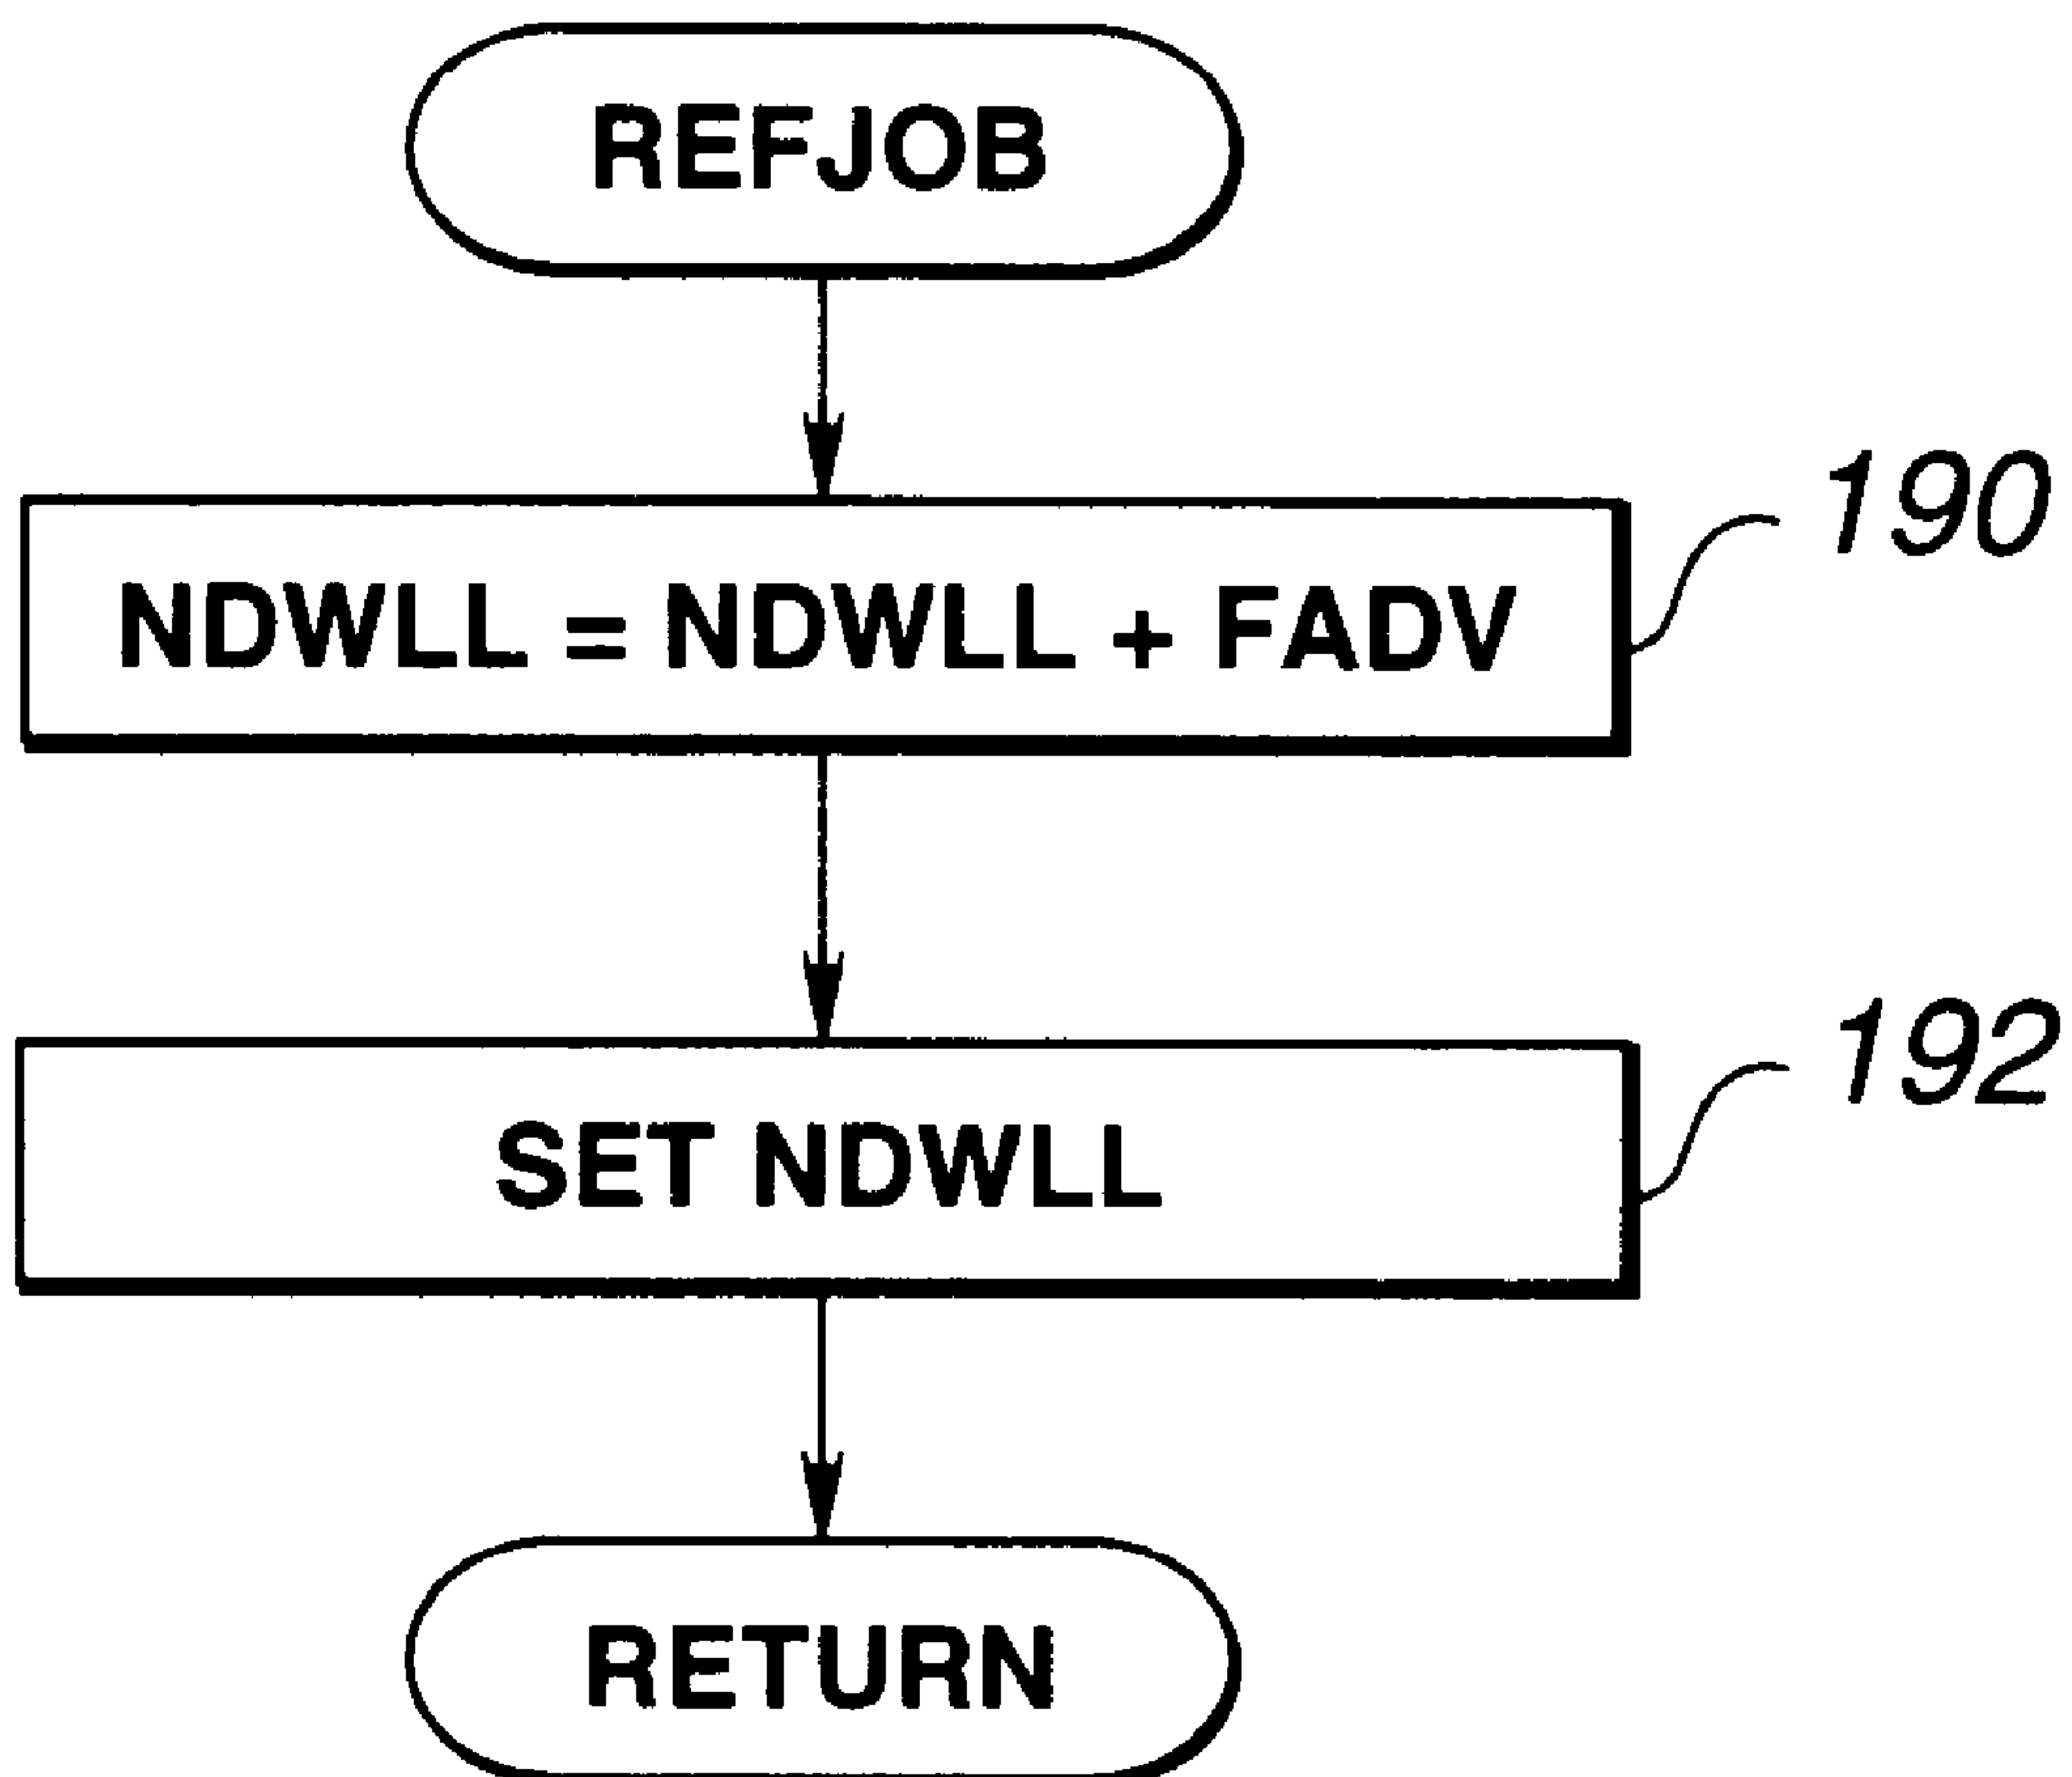 REFJOB
190
NDWLL = NDWLL + FADV
192
SET NDWLL
RETURN